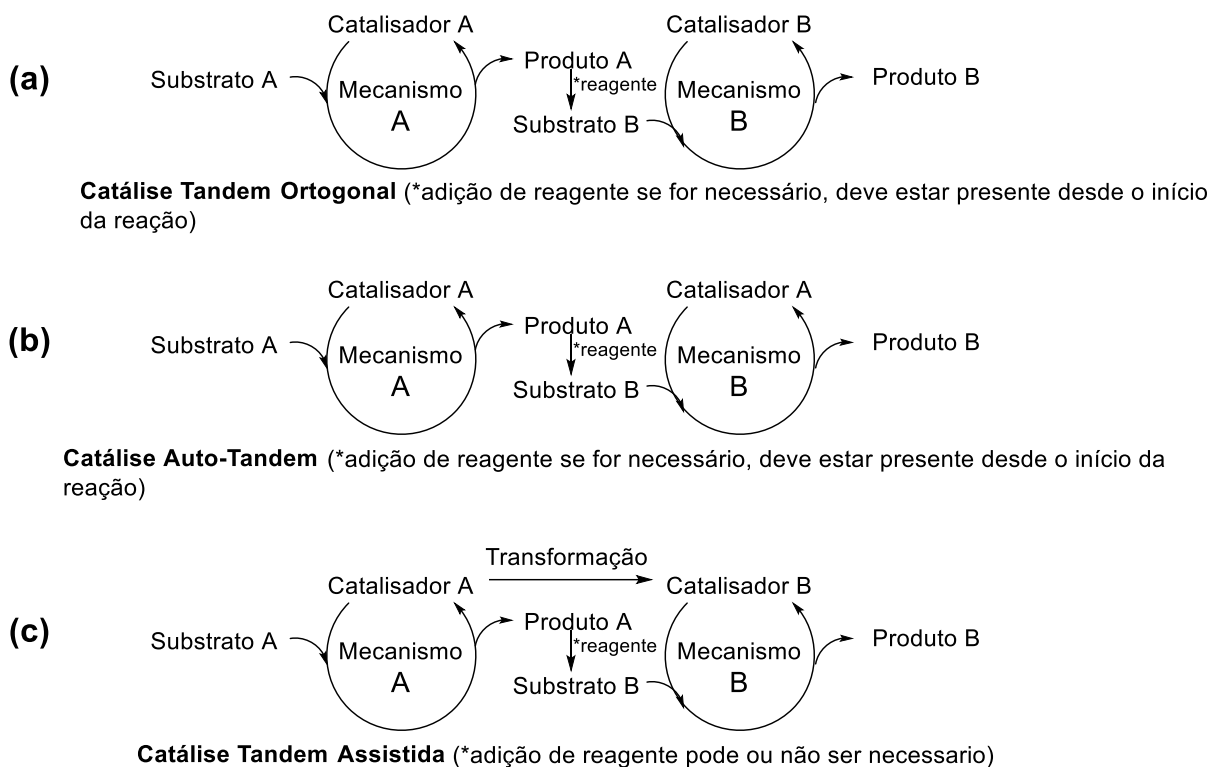 Catalisador A
Catalisador B
(a)
Substrato A
Mecanismo
A
Produto A
*reagente
Substrato B
Mecanismo
B
Produto B
Catálise Tandem Ortogonal (*adição de reagente se for necessário, deve estar presente desde o início
da reação)
Catalisador A
Catalisador A
(b)
Substrato A
Mecanismo
A
Produto A
*reagente
Substrato B
Mecanismo
B
Produto B
Catálise Auto-Tandem (*adição de reagente se for necessário, deve estar presente desde o início da
reação)
Transformação
Catalisador A
Catalisador B
(c)
Substrato A
Mecanismo
A
Produto A
*reagente
Substrato B
Mecanismo
B
Produto B
Catálise Tandem Assistida (*adição de reagente pode ou não ser necessario)